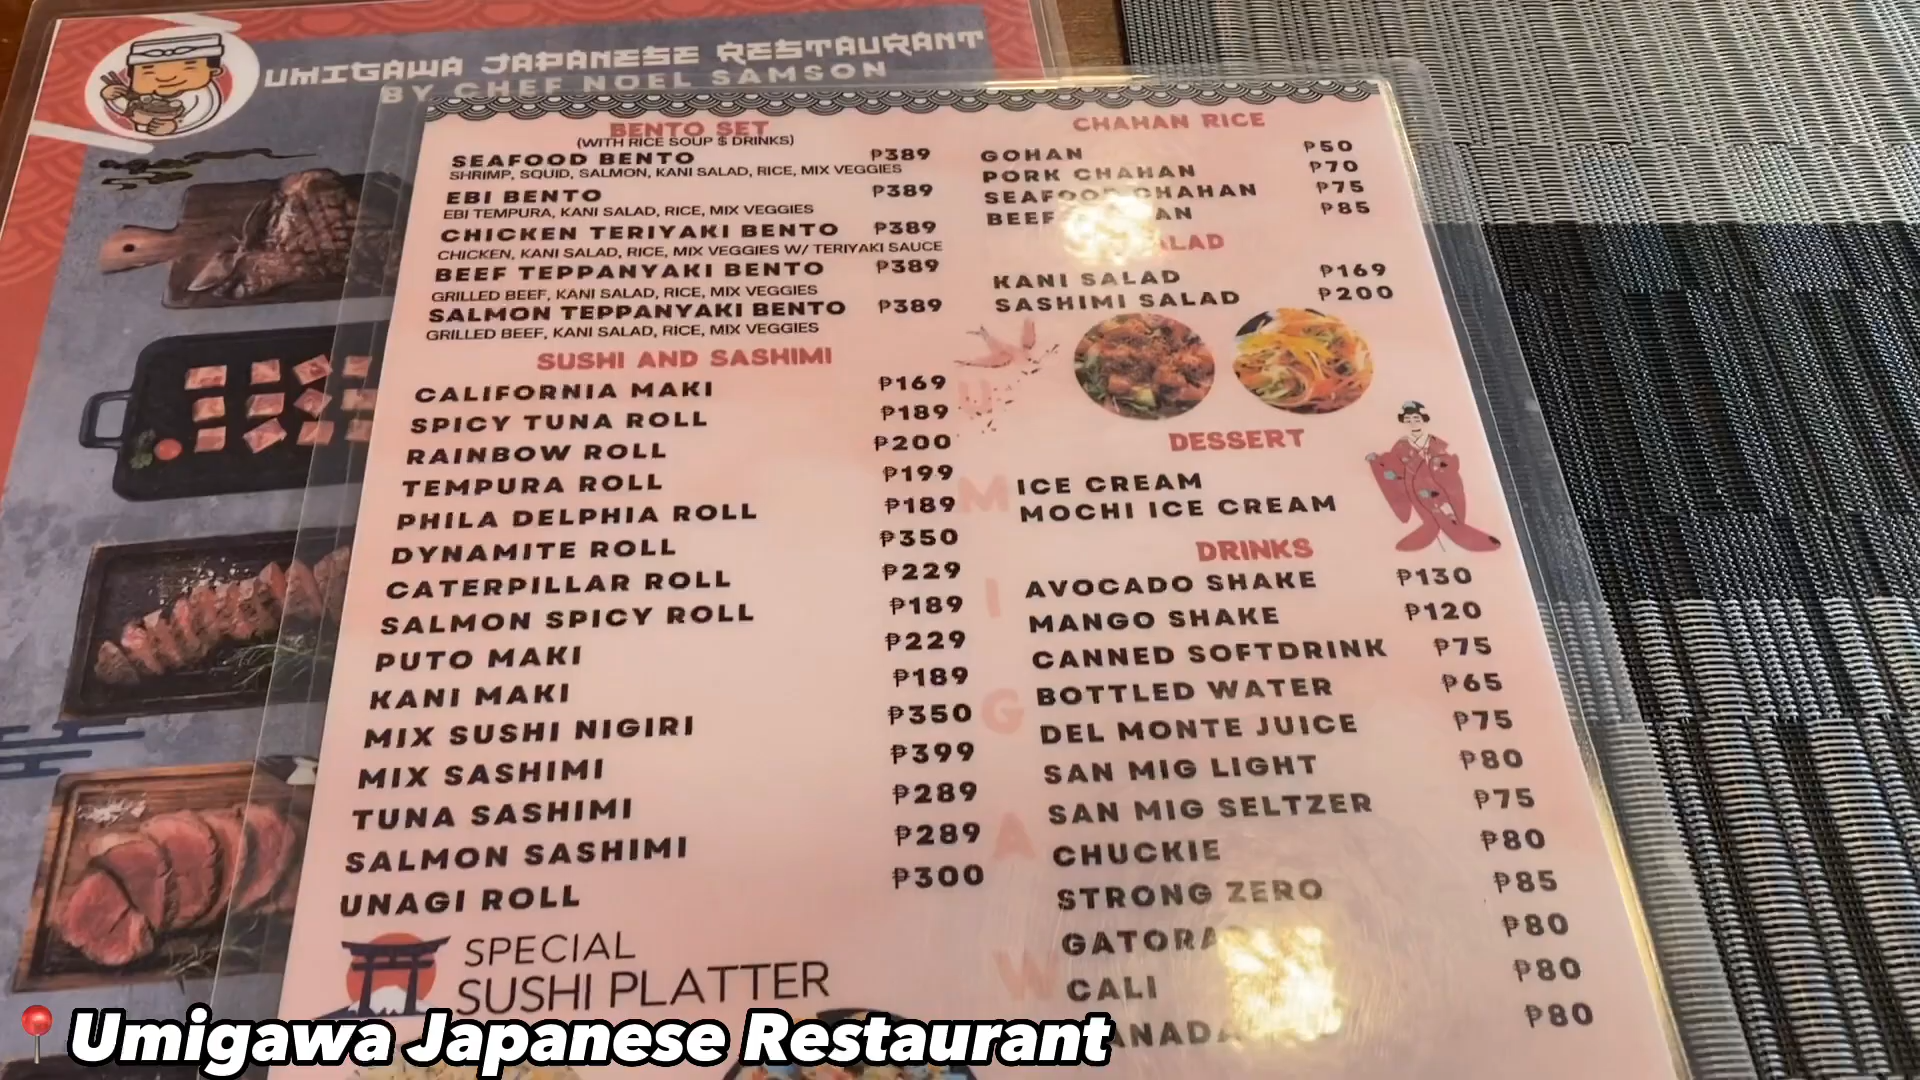 UMIGAWA JAPANESE RESTAURANT
BY CHEF NOEL SAMSON
BENTO SET
(WITH RICE SOUP $ DRINKS)
SEAFOOD BENTO ₱389
SHRIMP, SQUID, SALMON, KANI SALAD, RICE, MIX VEGGIES
EBI BENTO ₱389
EBI TEMPURA, KANI SALAD, RICE, MIX VEGGIES
CHICKEN TERIYAKI BENTO ₱389
CHICKEN, KANI SALAD, RICE, MIX VEGGIES W/ TERIYAKI SAUCE
BEEF TEPPANYAKI BENTO ₱389
GRILLED BEEF, KANI SALAD, RICE, MIX VEGGIES
SALMON TEPPANYAKI BENTO ₱389
GRILLED BEEF, KANI SALAD, RICE, MIX VEGGIES
SUSHI AND SASHIMI
CALIFORNIA MAKI ₱169
SPICY TUNA ROLL ₱189
RAINBOW ROLL ₱200
TEMPURA ROLL ₱199
PHILA DELPHIA ROLL ₱189
DYNAMITE ROLL ₱350
CATERPILLAR ROLL ₱229
SALMON SPICY ROLL ₱189
PUTO MAKI ₱229
KANI MAKI ₱189
MIX SUSHI NIGIRI ₱350
MIX SASHIMI ₱399
TUNA SASHIMI ₱289
SALMON SASHIMI ₱289
UNAGI ROLL ₱300
SPECIAL
SUSHI PLATTER
U
M
I
G
A
W
CHAHAN RICE
GOHAN ₱50
PORK CHAHAN ₱70
SEAFOOD CHAHAN ₱75
BEEF ₱85
KANI SALAD ₱169
SASHIMI SALAD ₱200
DESSERT
ICE CREAM
MOCHI ICE CREAM
DRINKS
AVOCADO SHAKE ₱130
MANGO SHAKE ₱120
CANNED SOFTDRINK ₱75
BOTTLED WATER ₱65
DEL MONTE JUICE ₱75
SAN MIG LIGHT ₱80
SAN MIG SELTZER ₱75
CHUCKIE ₱80
STRONG ZERO ₱85
₱80
CALI ₱80
₱80
Umigawa Japanese Restaurant